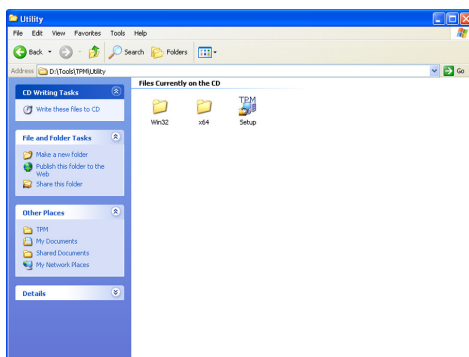 Utility
File Edit View Favorites Tools Help
Back Search Folders
Address D:\Tools\TPM\Utility Go
CD Writing Tasks
Write these files to CD
File and Folder Tasks
Make a new folder
Publish this folder to the
Web
Share this folder
Other Places
TPM
My Documents
Shared Documents
My Network Places
Details
Files Currently on the CD
TPM
Win32 x64 Setup